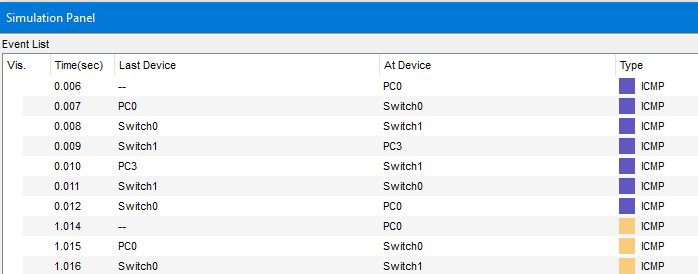 Simulation Panel
Event List
Vis. Time(sec) Last Device At Device Type
0.006 -- PC0 ICMP
0.007 PC0 Switch0 ICMP
0.008 Switch0 Switch1 ICMP
0.009 Switch1 PC3 ICMP
0.010 PC3 Switch1 ICMP
0.011 Switch1 Switch0 ICMP
0.012 Switch0 PC0 ICMP
1.014 -- PC0 ICMP
1.015 PC0 Switch0 ICMP
1.016 Switch0 Switch1 ICMP